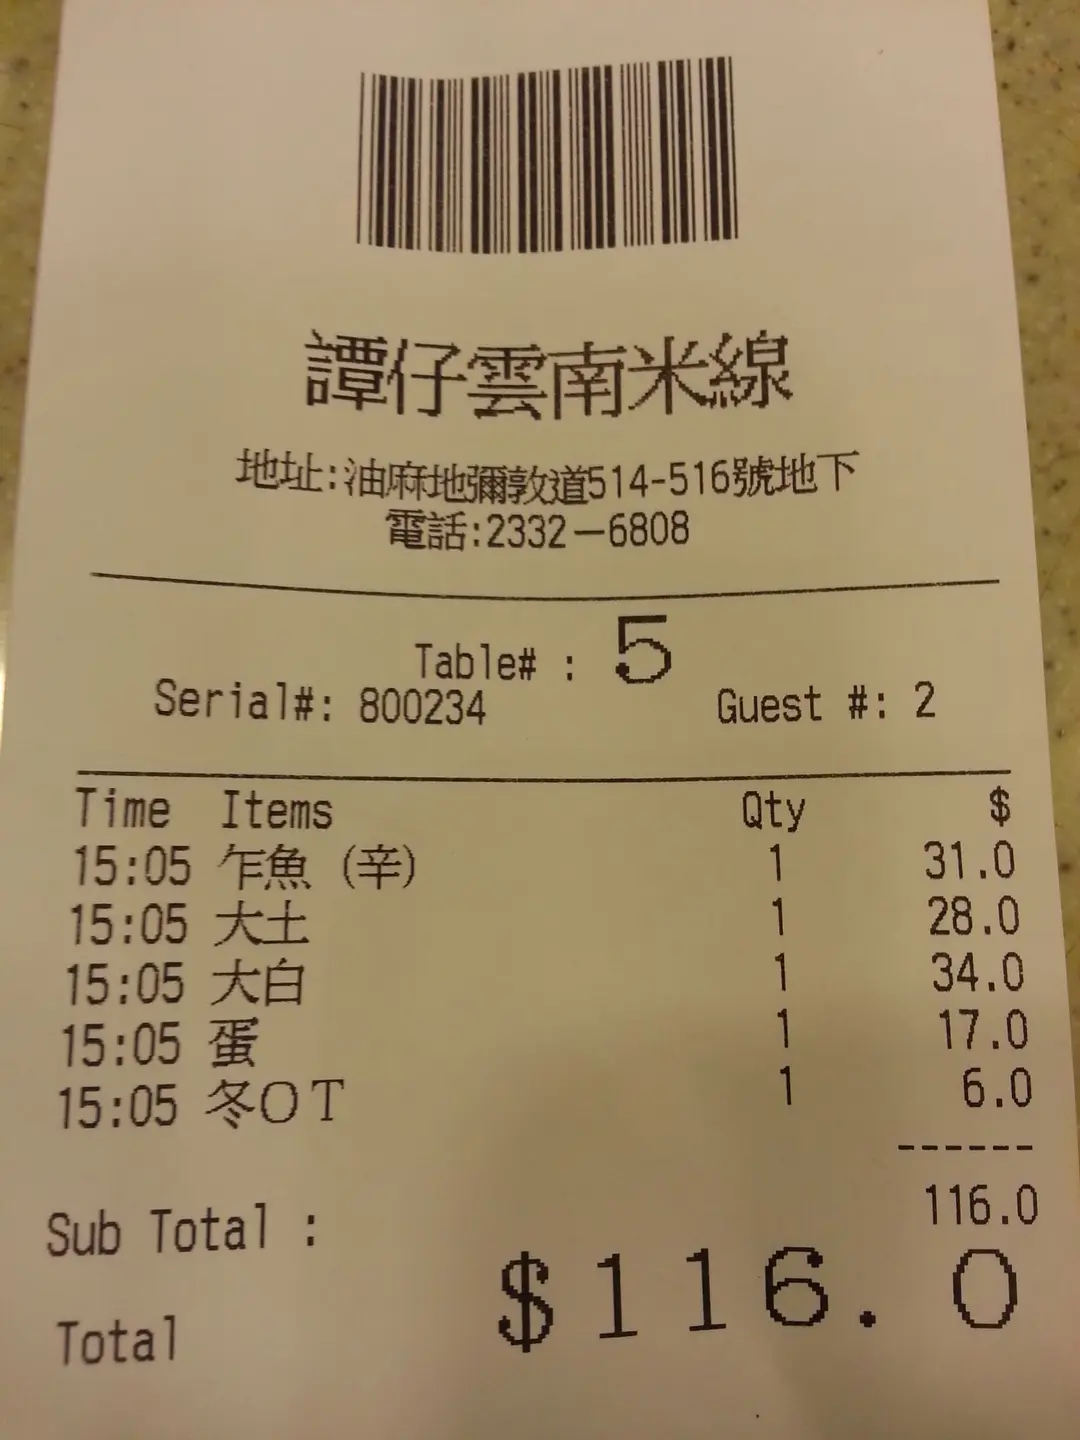 譚仔雲南米線
地址:油麻地彌敦道514-516號地下
電話:2332－6808
Table# : 5
Serial#: 800234 Guest #: 2
Time Items Qty $
15:05 乍魚 (辛) 1 31.0
15:05 大土 1 28.0
15:05 大白 1 34.0
15:05 蛋 1 17.0
15:05 冬ＯＴ 1 6.0
------
Sub Total : 116.0
Total $116.0